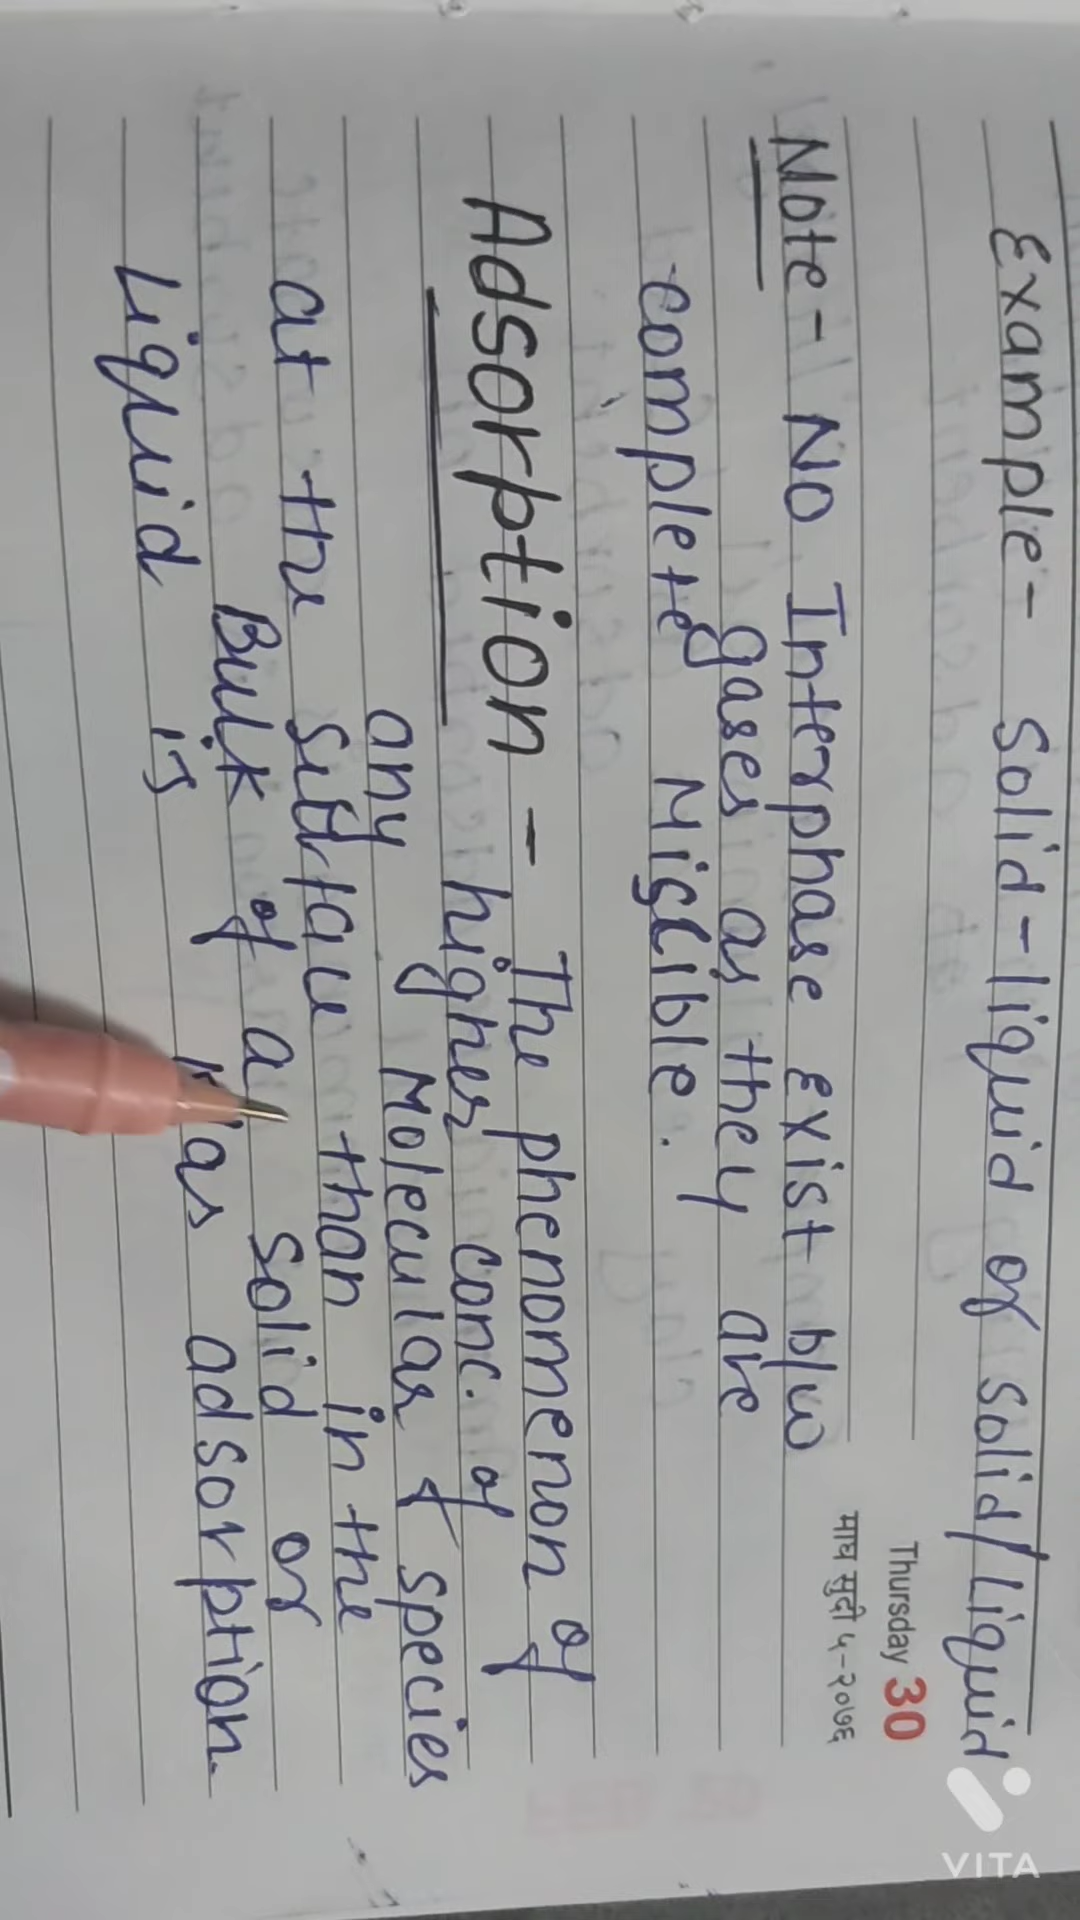 Example- Solid-liquid or solid/Liquid
Thursday 30
माघ सुदी ५-२०७६
Note- No Interphase exist b/w
gases as they are
complete Miscible.
Adsorption - The phenomenon of
higher conc. of
any Molecular & species
at the surface than in the
Bulk of a solid or
Liquid is as adsorption.
VITA